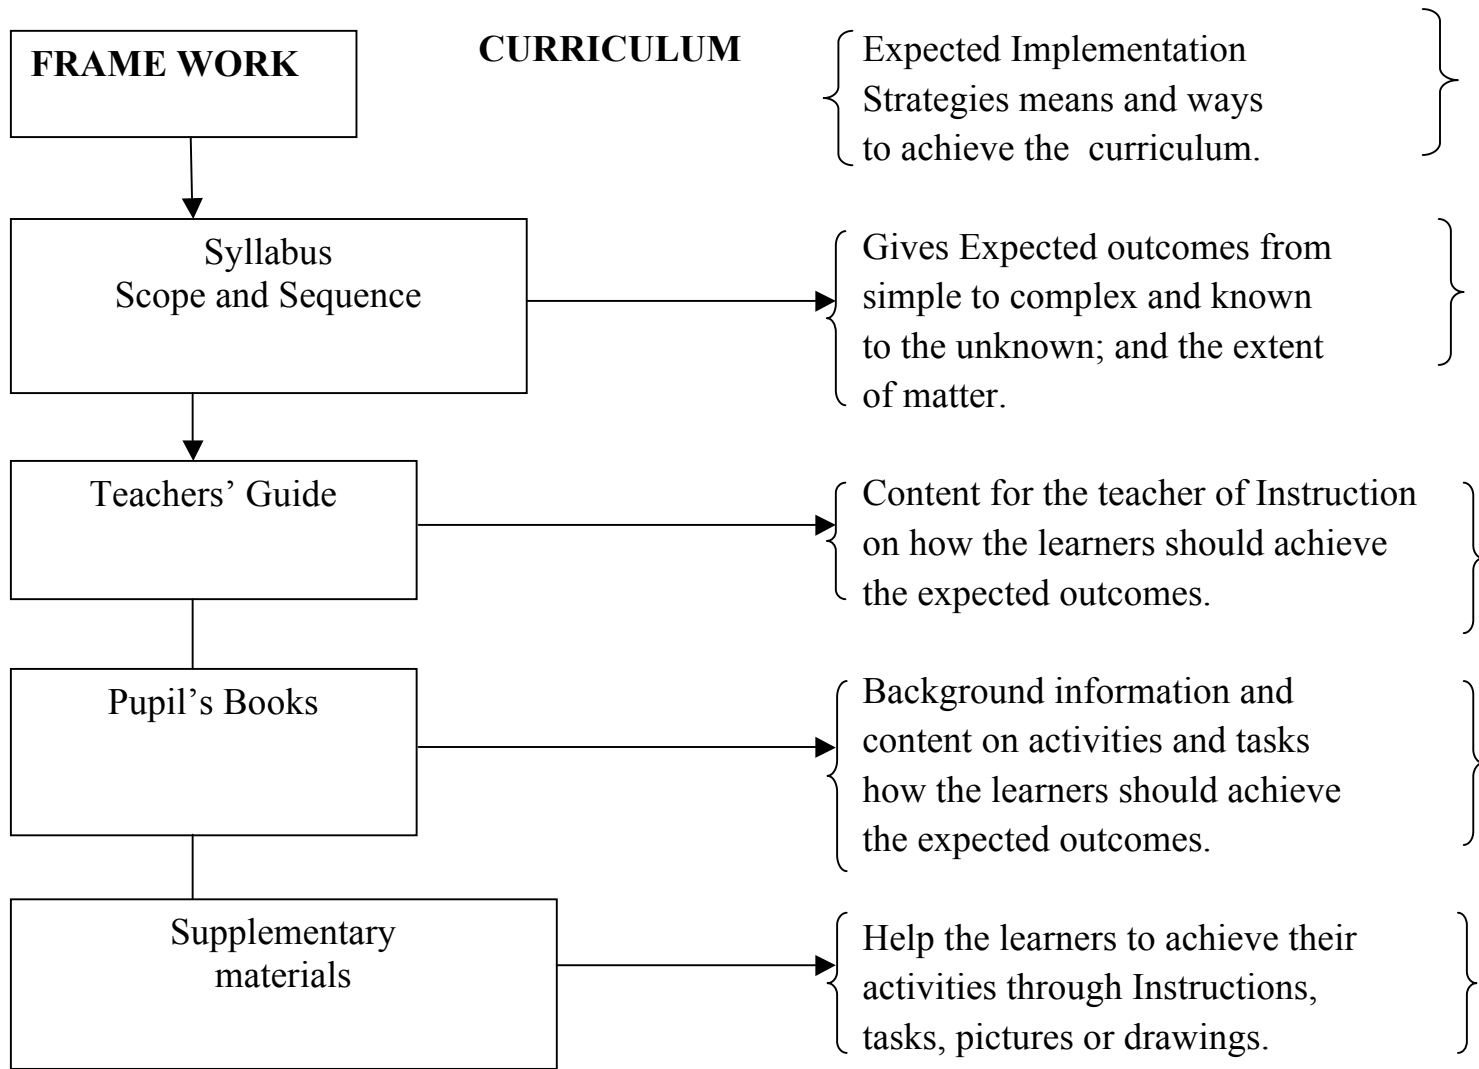 FRAME WORK
CURRICULUM
Expected Implementation
Strategies means and ways
to achieve the curriculum.
Syllabus
Scope and Sequence
Gives Expected outcomes from
simple to complex and known
to the unknown; and the extent
of matter.
Teachers’ Guide
Content for the teacher of Instruction
on how the learners should achieve
the expected outcomes.
Pupil’s Books
Background information and
content on activities and tasks
how the learners should achieve
the expected outcomes.
Supplementary
materials
Help the learners to achieve their
activities through Instructions,
tasks, pictures or drawings.